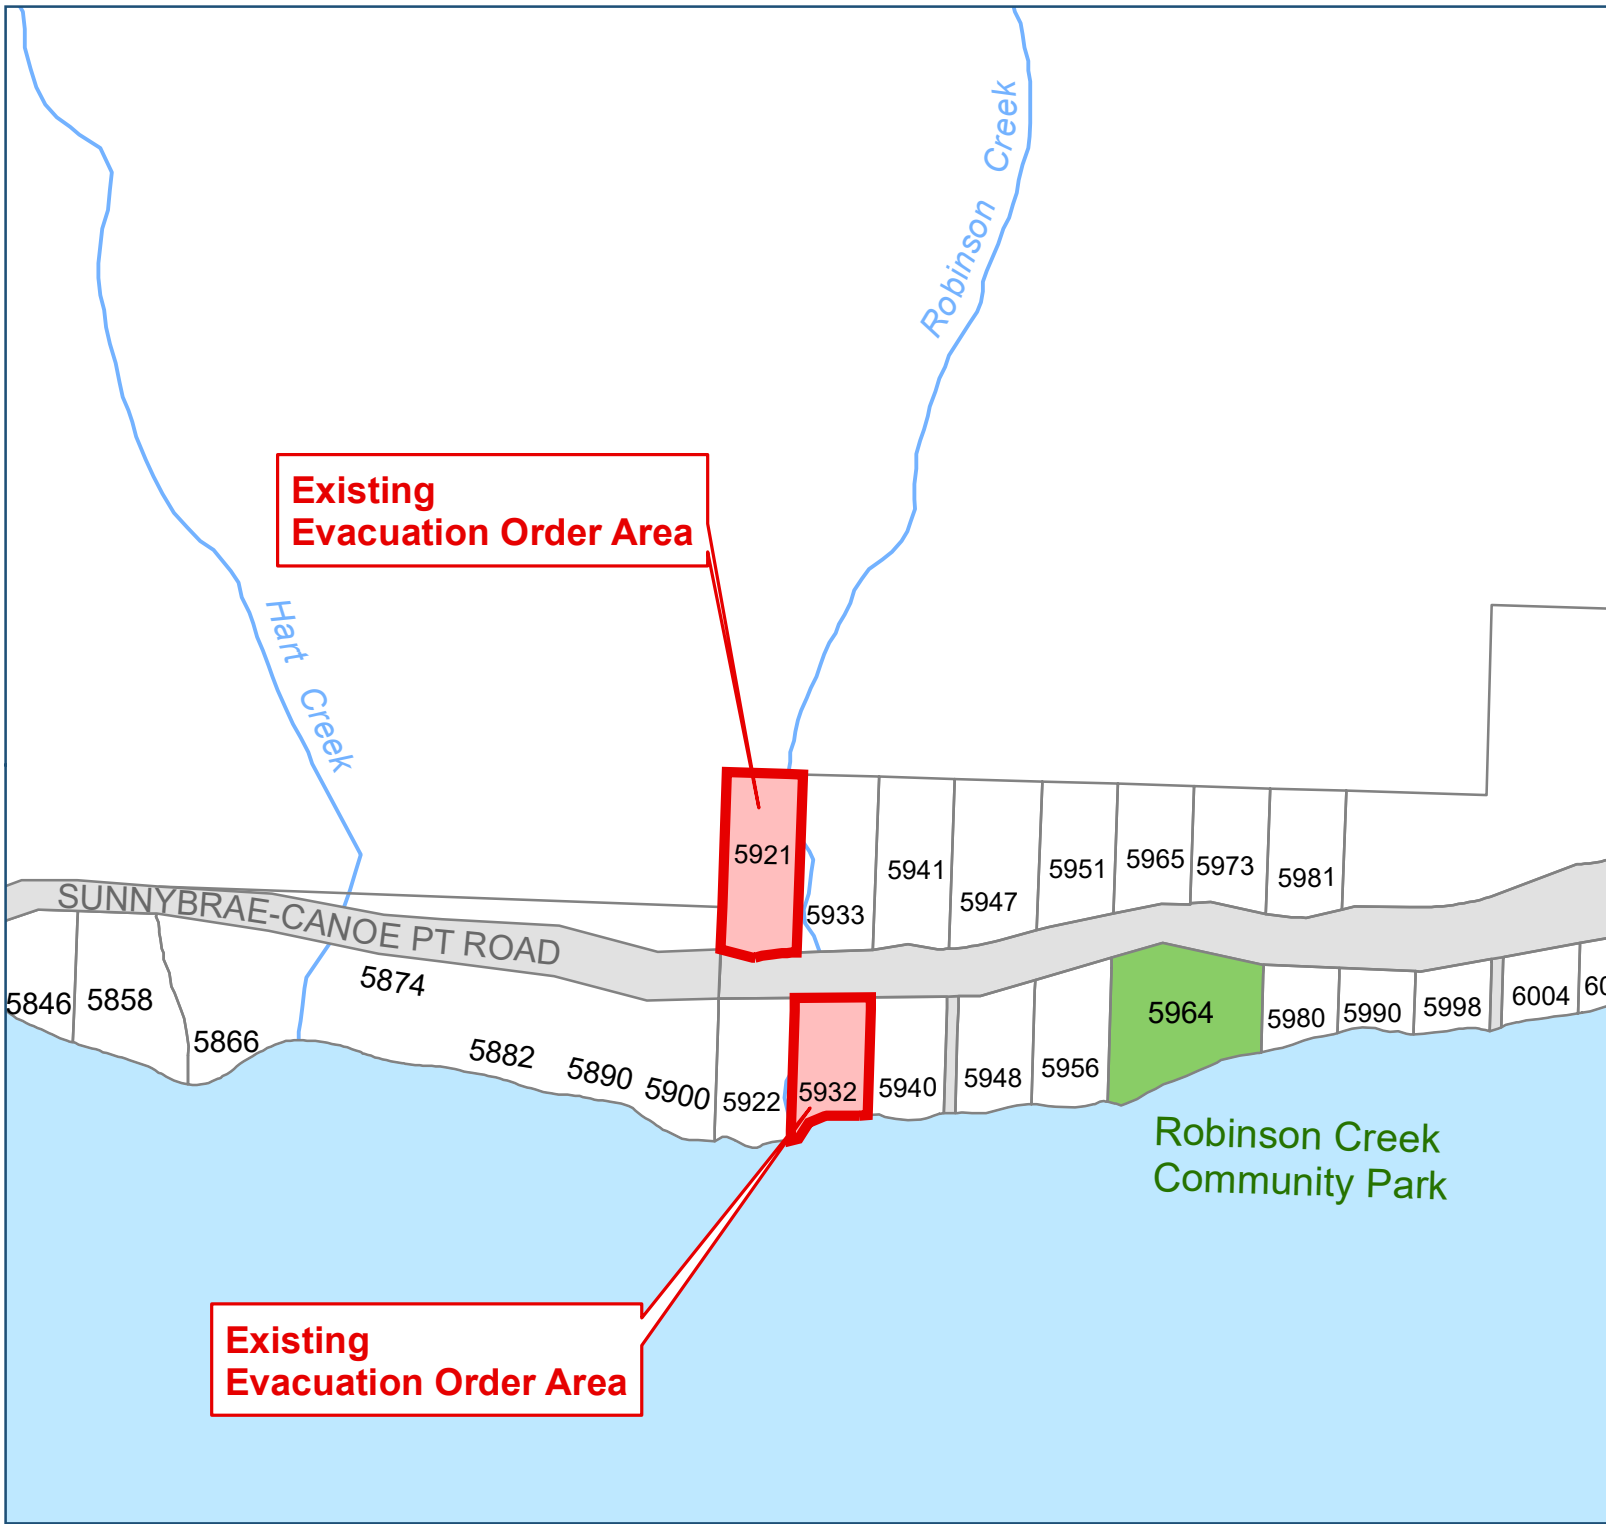 Robinson Creek
Existing
Evacuation Order Area
Hart Creek
5921
5933
5941
5947
5951
5965
5973
5981
SUNNYBRAE-CANOE PT ROAD
5846
5858
5866
5874
5882
5890
5900
5922
5932
5940
5948
5956
5964
5980
5990
5998
6004
Robinson Creek
Community Park
Existing
Evacuation Order Area